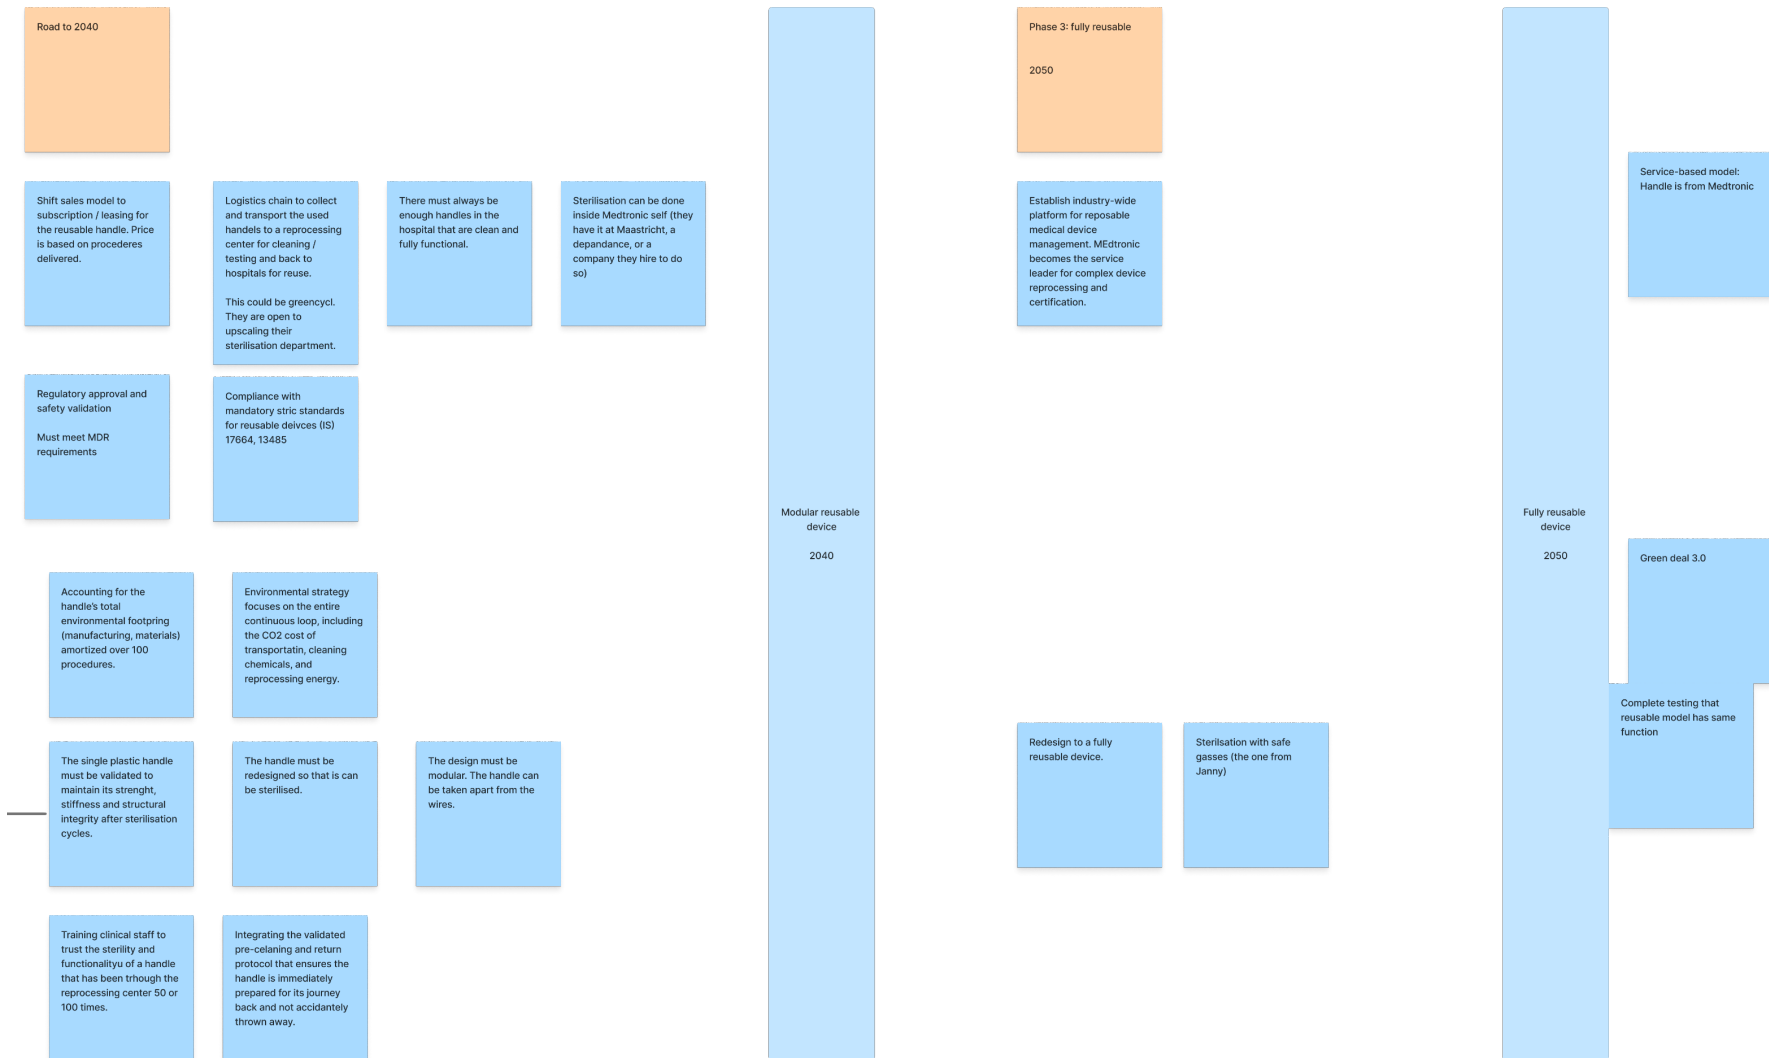 Road to 2040
Phase 3: fully reusable
2050
Shift sales model to
subscription / leasing for
the reusable handle. Price
is based on procederes
delivered.
Logistics chain to collect
and transport the used
handels to a reprocessing
center for cleaning /
testing and back to
hospitals for reuse.
This could be greencycl.
They are open to
upscaling their
sterilisation department.
There must always be
enough handles in the
hospital that are clean and
fully functional.
Sterilisation can be done
inside Medtronic self (they
have it at Maastricht, a
depandance, or a
company they hire to do
so)
Establish industry-wide
platform for reposable
medical device
management. MEdtronic
becomes the service
leader for complex device
reprocessing and
certification.
Service-based model:
Handle is from Medtronic
Regulatory approval and
safety validation
Must meet MDR
requirements
Compliance with
mandatory stric standards
for reusable deivces (IS)
17664, 13485
Modular reusable
device
2040
Fully reusable
device
2050
Green deal 3.0
Accounting for the
handle's total
environmental footpring
(manufacturing, materials)
amortized over 100
procedures.
Environmental strategy
focuses on the entire
continuous loop, including
the CO2 cost of
transportatin, cleaning
chemicals, and
reprocessing energy.
Complete testing that
reusable model has same
function
The single plastic handle
must be validated to
maintain its strenght,
stiffness and structural
integrity after sterilisation
cycles.
The handle must be
redesigned so that is can
be sterilised.
The design must be
modular. The handle can
be taken apart from the
wires.
Redesign to a fully
reusable device.
Sterilsation with safe
gasses (the one from
Janny)
Training clinical staff to
trust the sterility and
functionalityu of a handle
that has been trhough the
reprocessing center 50 or
100 times.
Integrating the validated
pre-celaning and return
protocol that ensures the
handle is immediately
prepared for its journey
back and not accidantely
thrown away.